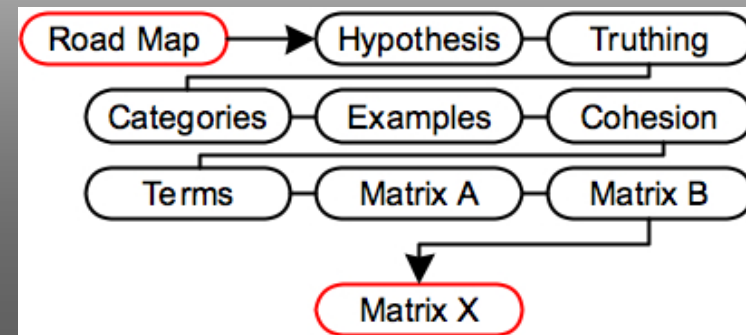 Road Map Hypothesis Truthing
Categories Examples Cohesion
Terms Matrix A Matrix B
Matrix X